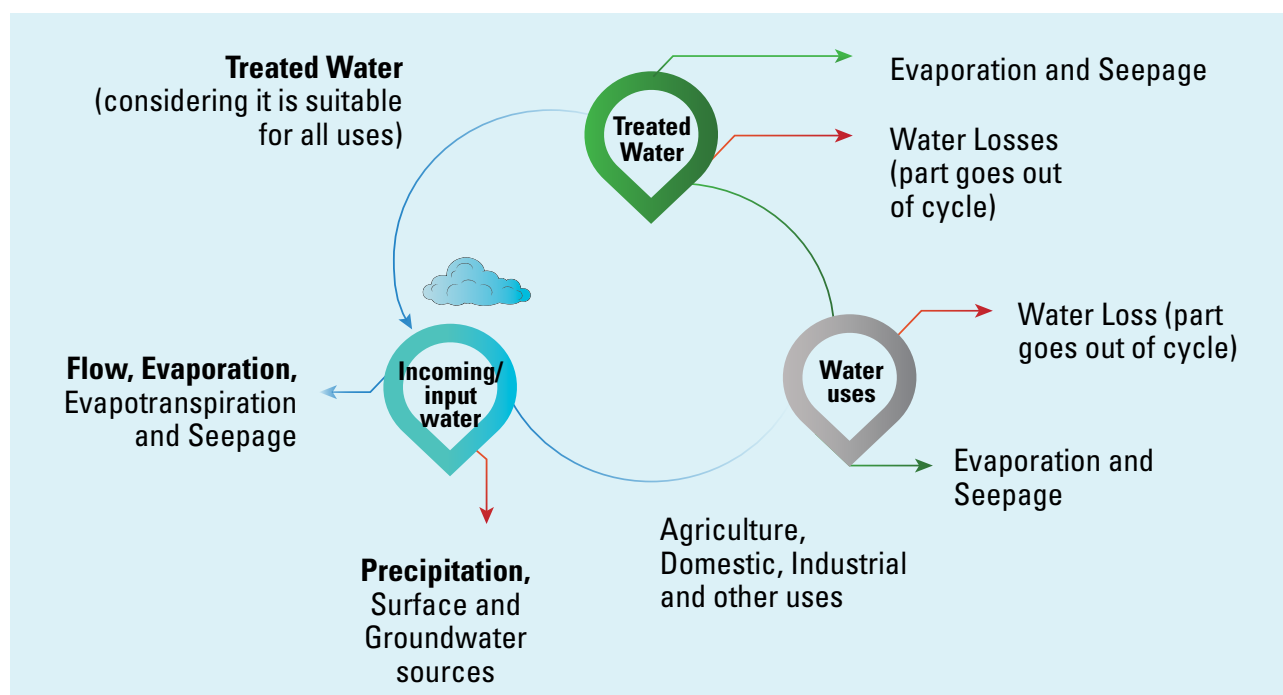 Treated Water
(considering it is suitable
for all uses)
Treated
Water
Evaporation and Seepage
Water Losses
(part goes out
of cycle)
Water Loss (part
goes out of cycle)
Flow, Evaporation,
Evapotranspiration
and Seepage
Incoming/
input
water
Water
uses
Evaporation and
Seepage
Agriculture,
Domestic, Industrial
and other uses
Precipitation,
Surface and
Groundwater
sources